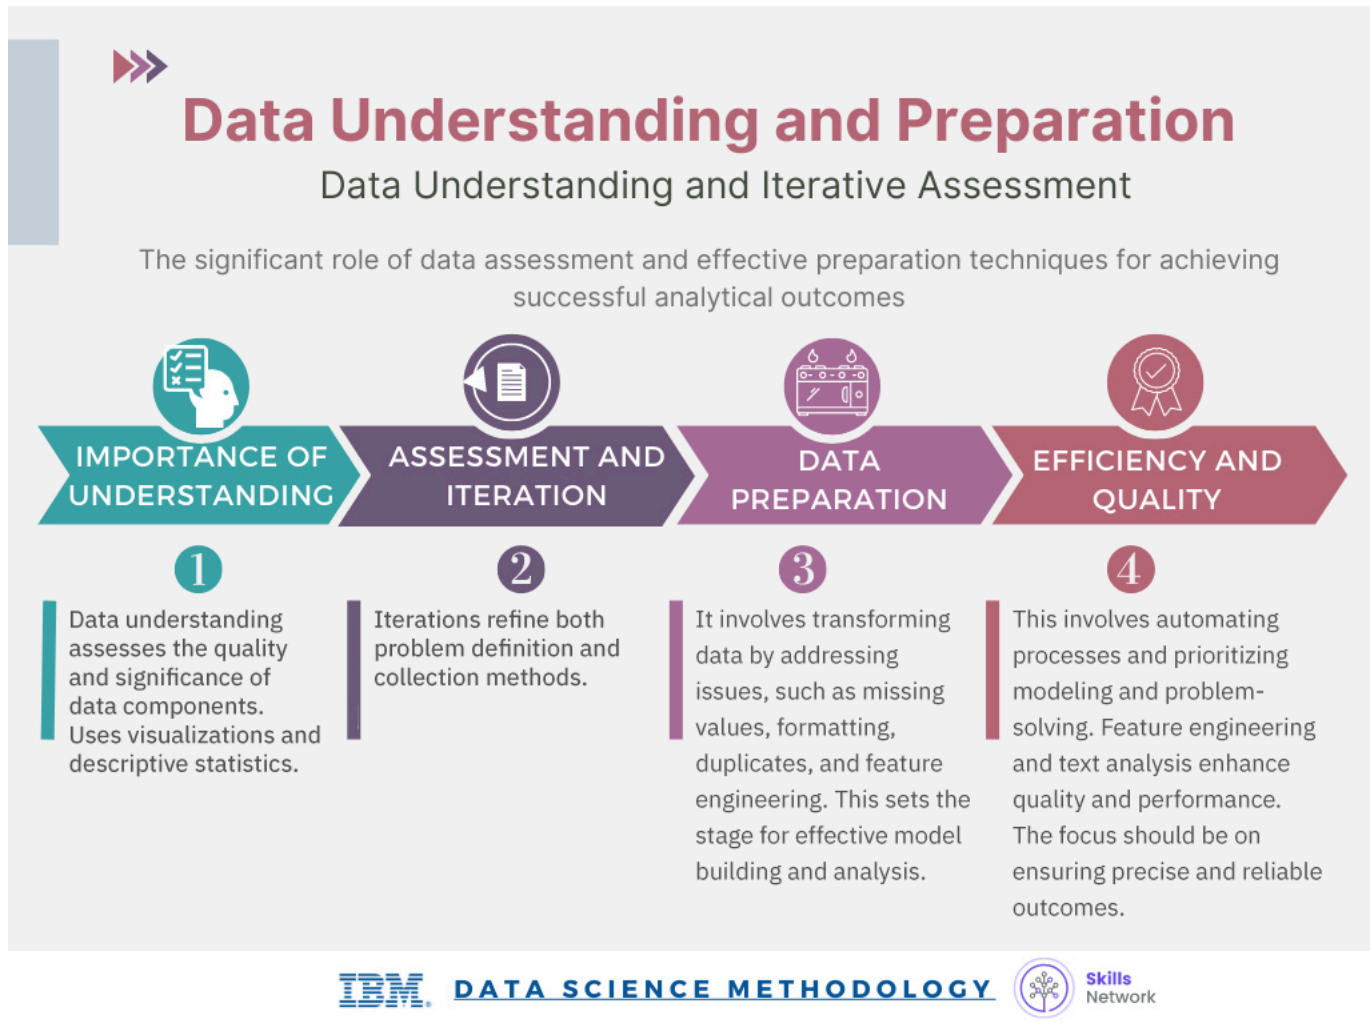 Data Understanding and Preparation
Data Understanding and Iterative Assessment
The significant role of data assessment and effective preparation techniques for achieving
successful analytical outcomes
IMPORTANCE OF
UNDERSTANDING
ASSESSMENT AND
ITERATION
DATA
PREPARATION
EFFICIENCY AND
QUALITY
1
Data understanding
assesses the quality
and significance of
data components.
Uses visualizations and
descriptive statistics.
2
Iterations refine both
problem definition and
collection methods.
3
It involves transforming
data by addressing
issues, such as missing
values, formatting,
duplicates, and feature
engineering. This sets the
stage for effective model
building and analysis.
4
This involves automating
processes and prioritizing
modeling and problem-
solving. Feature engineering
and text analysis enhance
quality and performance.
The focus should be on
ensuring precise and reliable
outcomes.
IBM.
DATA SCIENCE METHODOLOGY
Skills
Network